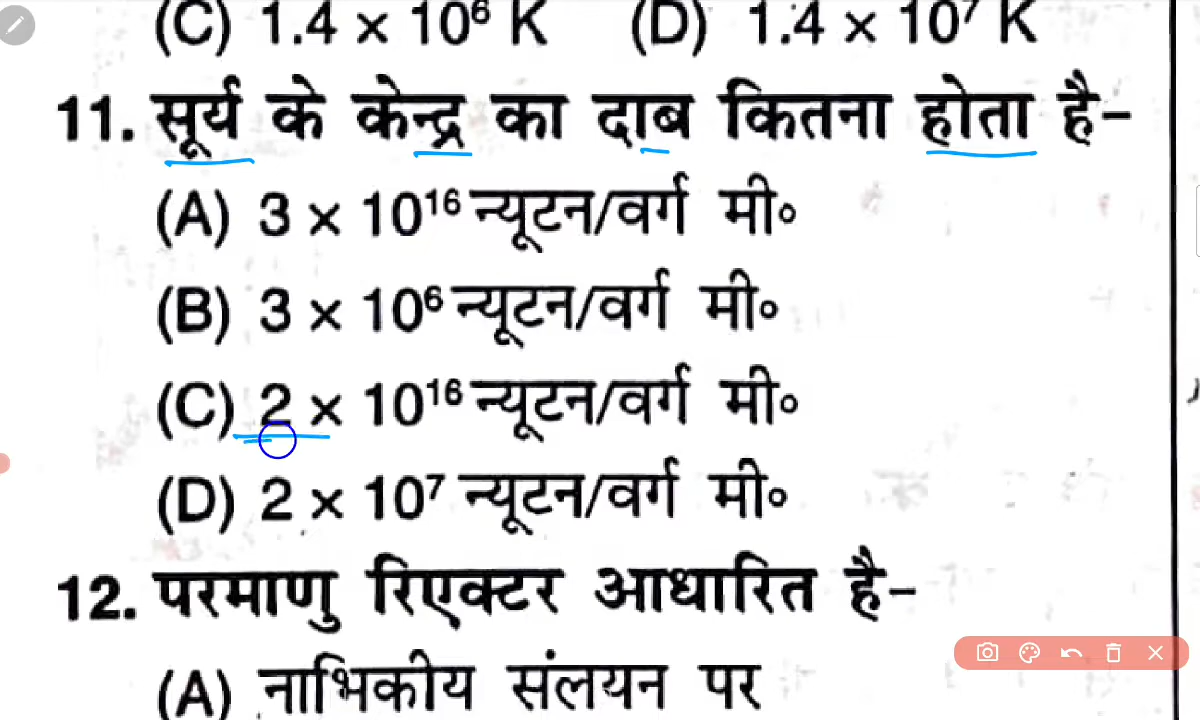 (C) 1.4 × 10⁶ K (D) 1.4 × 10⁷ K
11. सूर्य के केन्द्र का दाब कितना होता है–
(A) 3 × 10¹⁶ न्यूटन/वर्ग मी॰
(B) 3 × 10⁶ न्यूटन/वर्ग मी॰
(C) 2 × 10¹⁶ न्यूटन/वर्ग मी॰
(D) 2 × 10⁷ न्यूटन/वर्ग मी॰
12. परमाणु रिएक्टर आधारित है–
(A) नाभिकीय संलयन पर